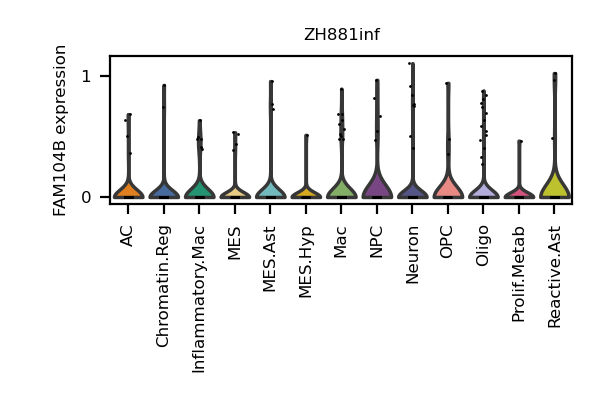 ZH881inf
FAM104B expression
1
0
AC
Chromatin.Reg
Inflammatory.Mac
MES
MES.Ast
MES.Hyp
Mac
NPC
Neuron
OPC
Oligo
Prolif.Metab
Reactive.Ast